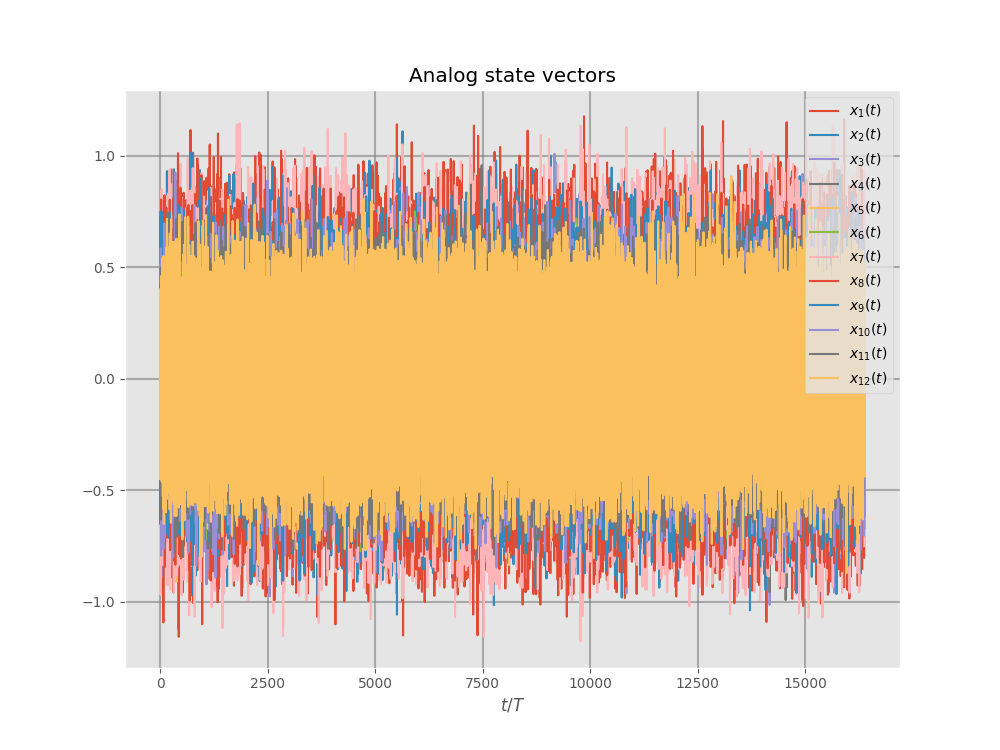 Analog state vectors
1.0
0.5
0.0
−0.5
−1.0
0 2500 5000 7500 10000 12500 15000
t/T
x₁(t)
x₂(t)
x₃(t)
x₄(t)
x₅(t)
x₆(t)
x₇(t)
x₈(t)
x₉(t)
x₁₀(t)
x₁₁(t)
x₁₂(t)